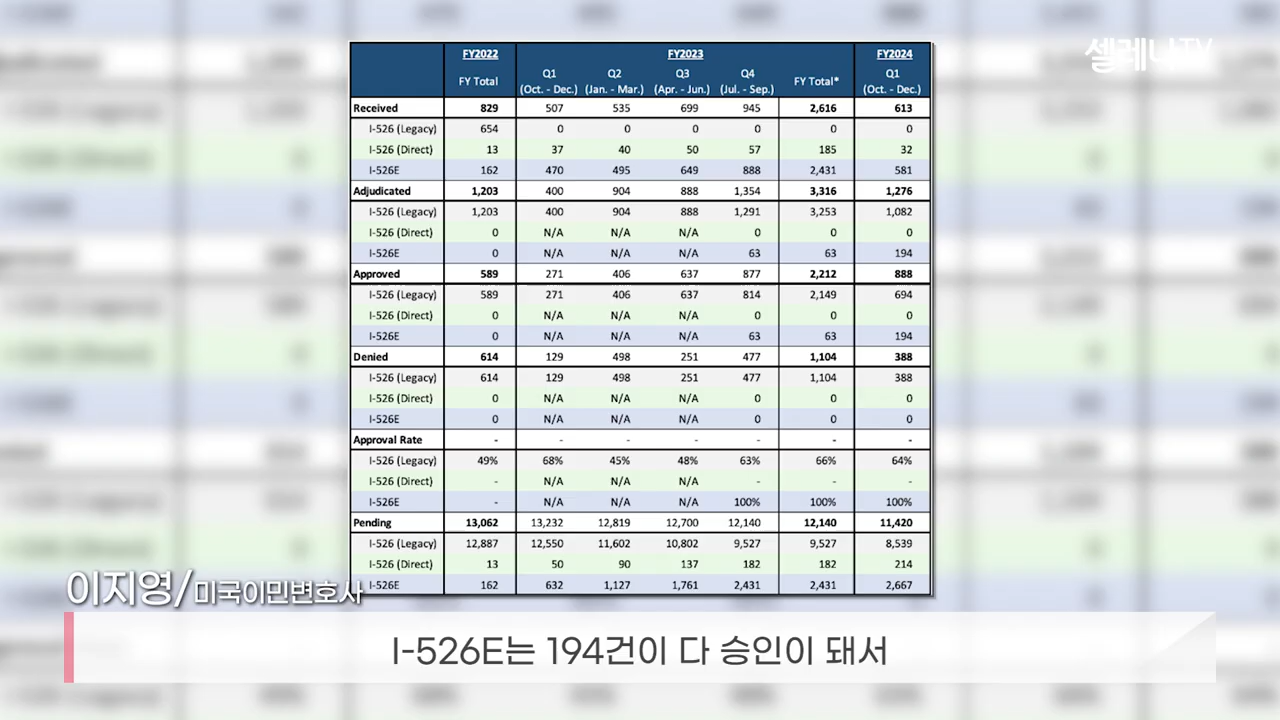 셀레나TV
FY2022 FY2023 FY2024
FY Total Q1 Q2 Q3 Q4 FY Total* Q1
(Oct. - Dec.) (Jan. - Mar.) (Apr. - Jun.) (Jul. - Sep.) (Oct. - Dec.)
Received 829 507 535 699 945 2,616 613
I-526 (Legacy) 654 0 0 0 0 0 0
I-526 (Direct) 13 37 40 50 57 185 32
I-526E 162 470 495 649 888 2,431 581
Adjudicated 1,203 400 904 888 1,354 3,316 1,276
I-526 (Legacy) 1,203 400 904 888 1,291 3,253 1,082
I-526 (Direct) 0 N/A N/A N/A 0 0 0
I-526E 0 N/A N/A N/A 63 63 194
Approved 589 271 406 637 877 2,212 888
I-526 (Legacy) 589 271 406 637 814 2,149 694
I-526 (Direct) 0 N/A N/A N/A 0 0 0
I-526E 0 N/A N/A N/A 63 63 194
Denied 614 129 498 251 477 1,104 388
I-526 (Legacy) 614 129 498 251 477 1,104 388
I-526 (Direct) 0 N/A N/A N/A 0 0 0
I-526E 0 N/A N/A N/A 0 0 0
Approval Rate - - - - - - -
I-526 (Legacy) 49% 68% 45% 48% 63% 66% 64%
I-526 (Direct) - N/A N/A N/A - - -
I-526E - N/A N/A N/A 100% 100% 100%
Pending 13,062 13,232 12,819 12,700 12,140 12,140 11,420
I-526 (Legacy) 12,887 12,550 11,602 10,802 9,527 9,527 8,539
I-526 (Direct) 13 50 90 137 182 182 214
I-526E 162 632 1,127 1,761 2,431 2,431 2,667
이지영/미국이민변호사
I-526E는 194건이 다 승인이 돼서